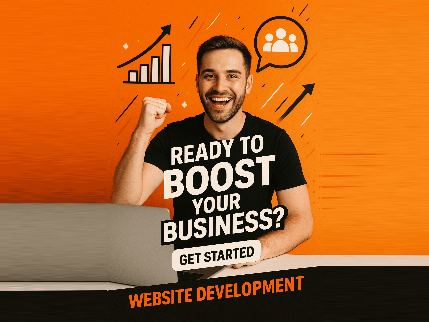 READY TO
BOOST
YOUR
BUSINESS?
GET STARTED
WEBSITE DEVELOPMENT